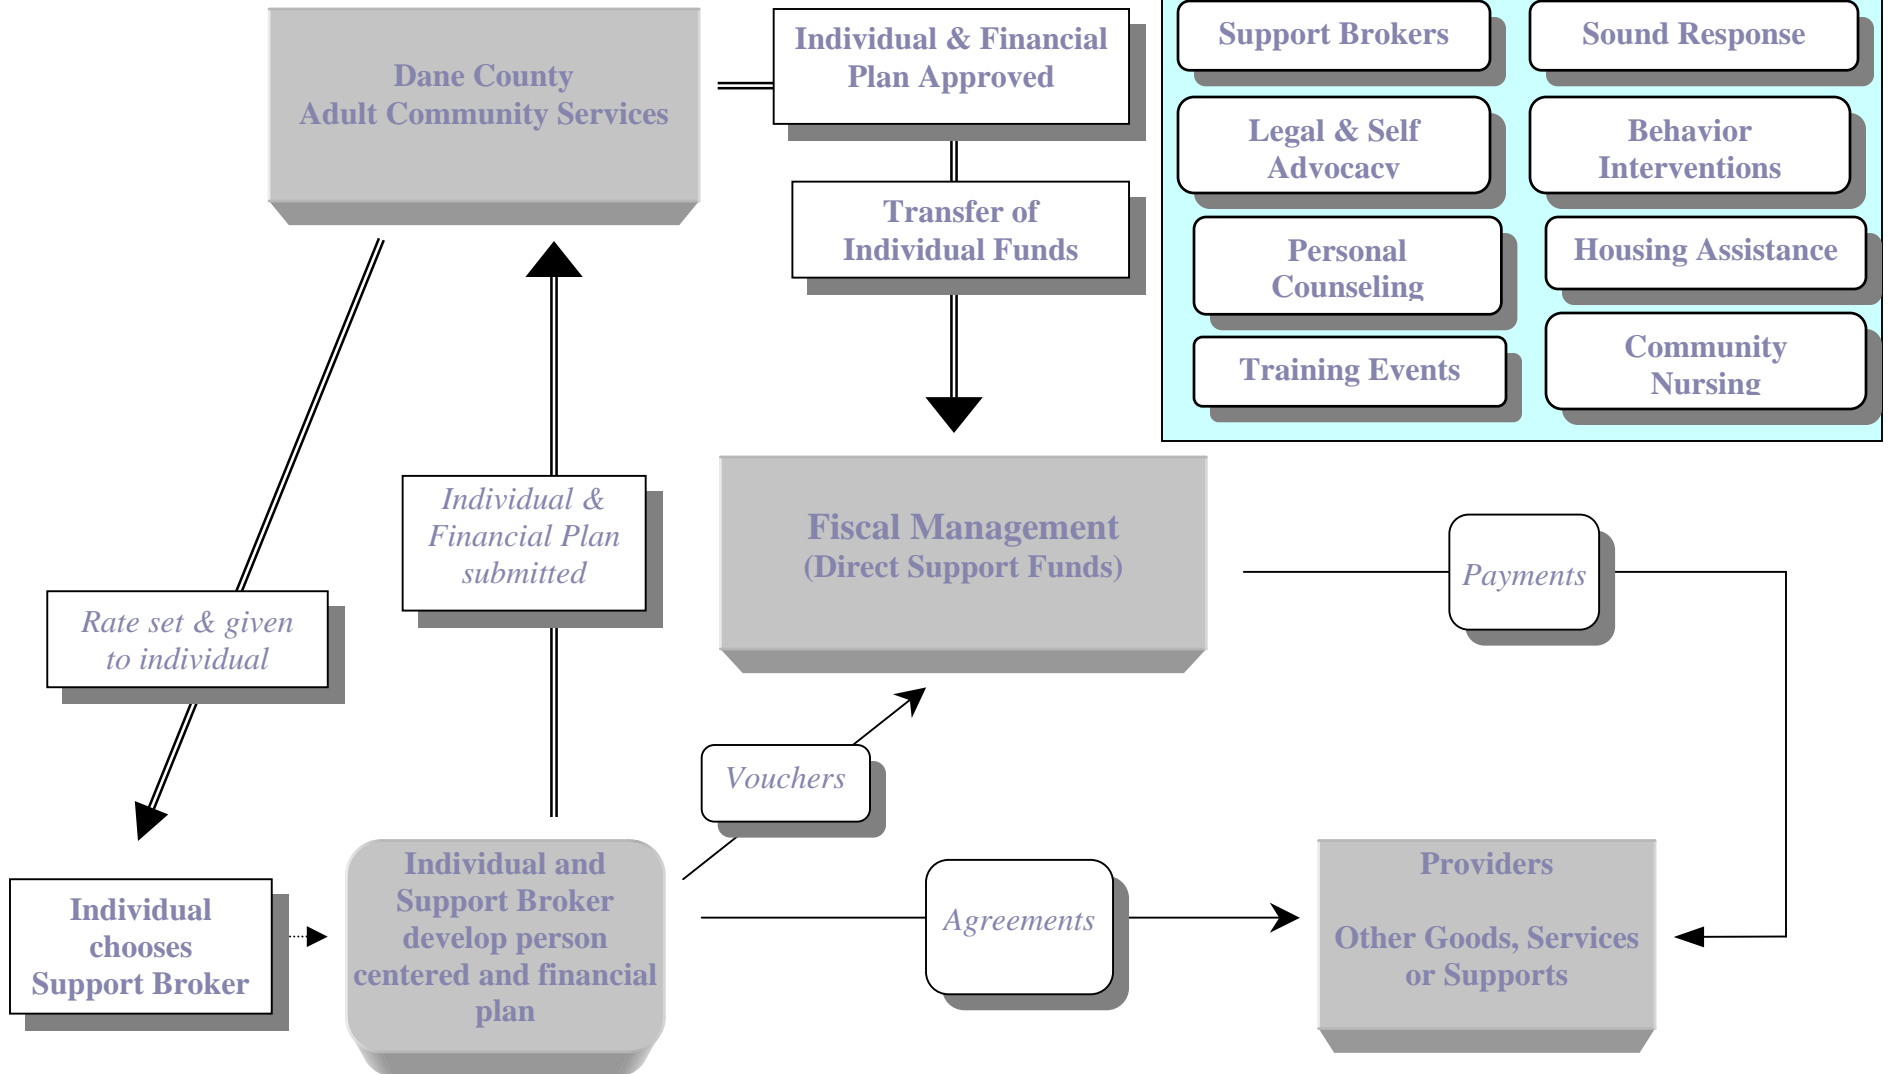 Dane County
Adult Community Services
Individual & Financial
Plan Approved
Transfer of
Individual Funds
Support Brokers
Sound Response
Legal & Self
Advocacy
Behavior
Interventions
Personal
Counseling
Housing Assistance
Training Events
Community
Nursing
Individual &
Financial Plan
submitted
Rate set & given
to individual
Fiscal Management
(Direct Support Funds)
Payments
Vouchers
Individual
chooses
Support Broker
Individual and
Support Broker
develop person
centered and financial
plan
Agreements
Providers
Other Goods, Services
or Supports